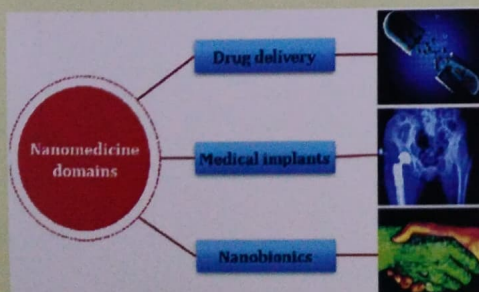 Nanomedicine
domains
Drug delivery
Medical implants
Nanobionics